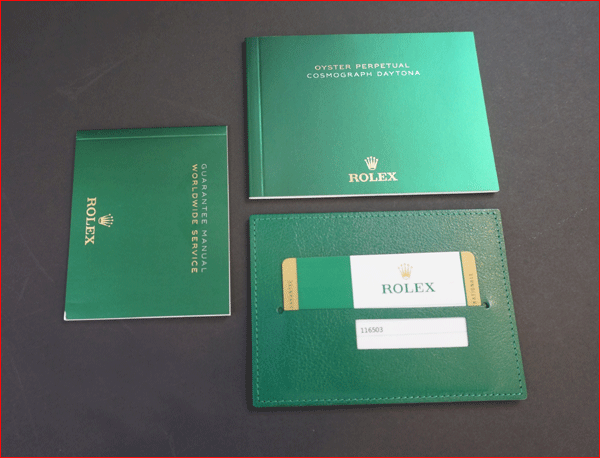 OYSTER PERPETUAL
COSMOGRAPH DAYTONA
ROLEX
GUARANTEE MANUAL
WORLDWIDE SERVICE
ROLEX
ROLEX
116503